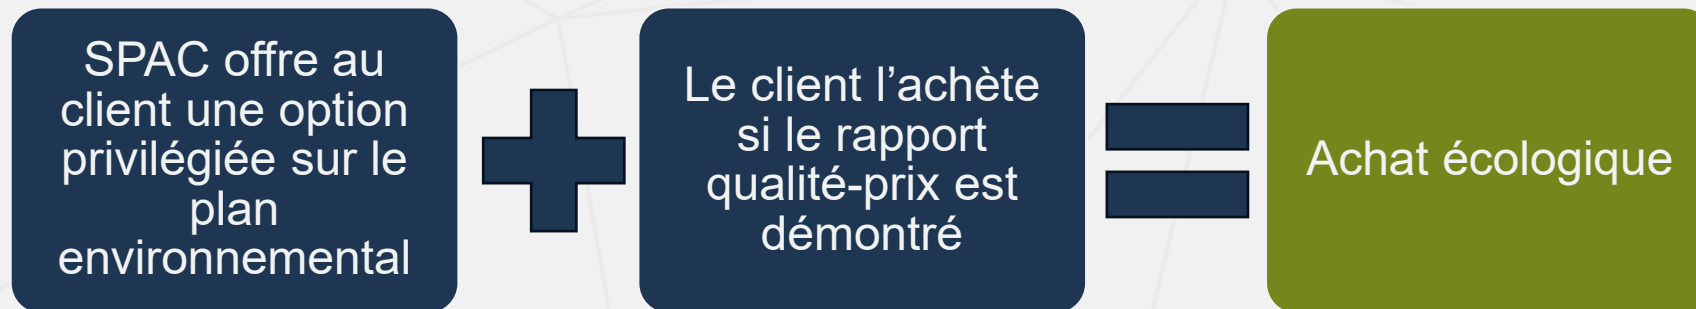 SPAC offre au
client une option
privilégiée sur le
plan
environnemental
Le client l’achète
si le rapport
qualité-prix est
démontré
Achat écologique